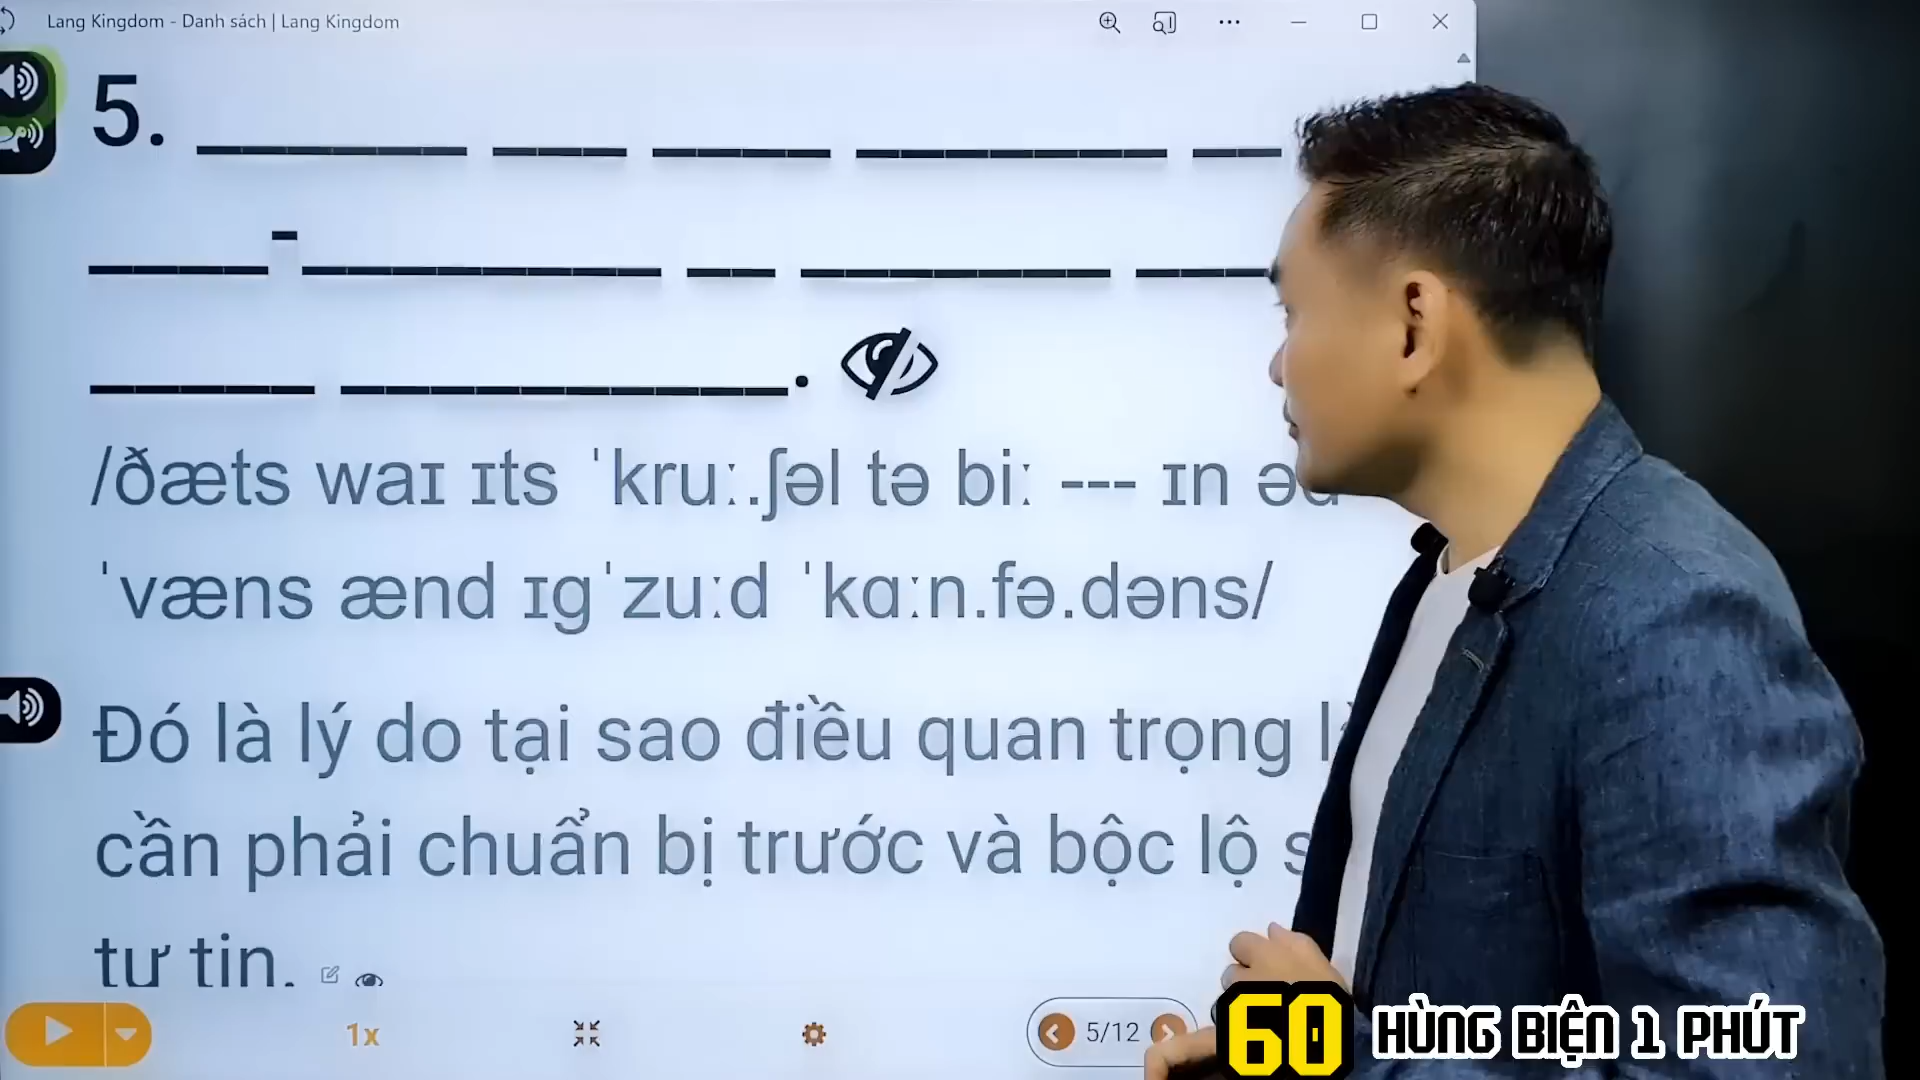 Lang Kingdom - Danh sách | Lang Kingdom
5.
/ðæts waɪ ɪts ˈkruː.ʃəl tə biː --- ɪn
ˈvæns ænd ɪgˈzuːd ˈkɑːn.fə.dəns/
Đó là lý do tại sao điều quan trọng
cần phải chuẩn bị trước và bộc lộ
tự tin.
1x
5/12
60 HÙNG BIỆN 1 PHÚT